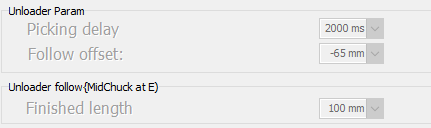 Unloader Param
Picking delay 2000 ms
Follow offset: -65 mm
Unloader follow{MidChuck at E)
Finished length 100 mm